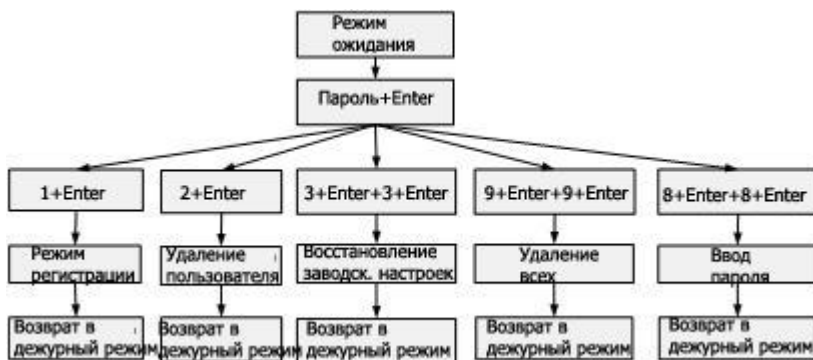 Режим
ожидания
Пароль+Enter
1+Enter
2+Enter
3+Enter+3+Enter
9+Enter+9+Enter
8+Enter+8+Enter
Режим
регистрации
Удаление
пользователя
Восстановление
заводск. настроек
Удаление
всех
Ввод
пароля
Возврат в
дежурный режим
Возврат в
дежурный режим
Возврат в
дежурный режим
Возврат в
дежурный режим
Возврат в
дежурный режим